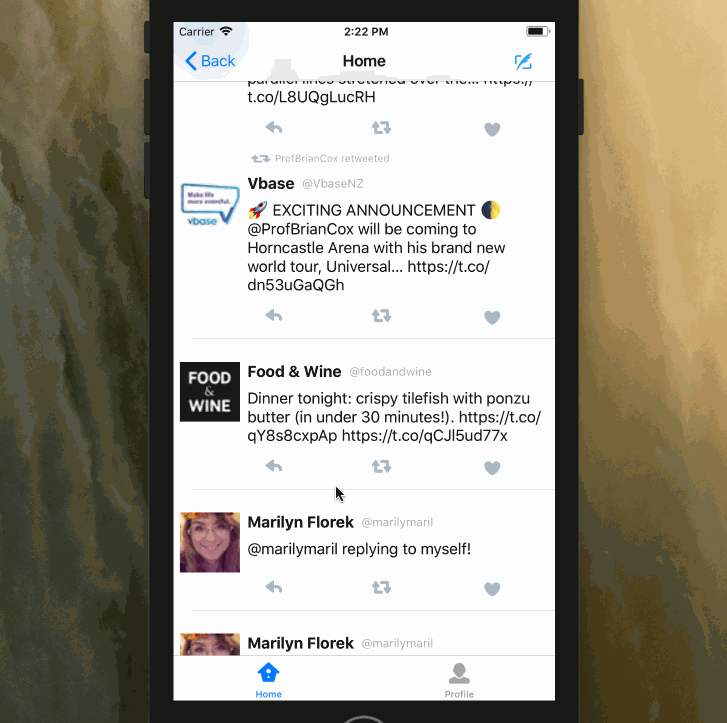 Carrier 2:22 PM
Back Home
parallel lines stretched over the... https://
t.co/L8UQgLucRH
ProfBrianCox retweeted
Make life
more eventful.
vbase
Vbase @VbaseNZ
🚀 EXCITING ANNOUNCEMENT 🌓
@ProfBrianCox will be coming to
Horncastle Arena with his brand new
world tour, Universal... https://t.co/
dn53uGaQGh
FOOD
&
WINE
Food & Wine @foodandwine
Dinner tonight: crispy tilefish with ponzu
butter (in under 30 minutes!). https://t.co/
qY8s8cxpAp https://t.co/qCJl5ud77x
Marilyn Florek @marilymaril
@marilymaril replying to myself!
Marilyn Florek @marilymaril
Home Profile